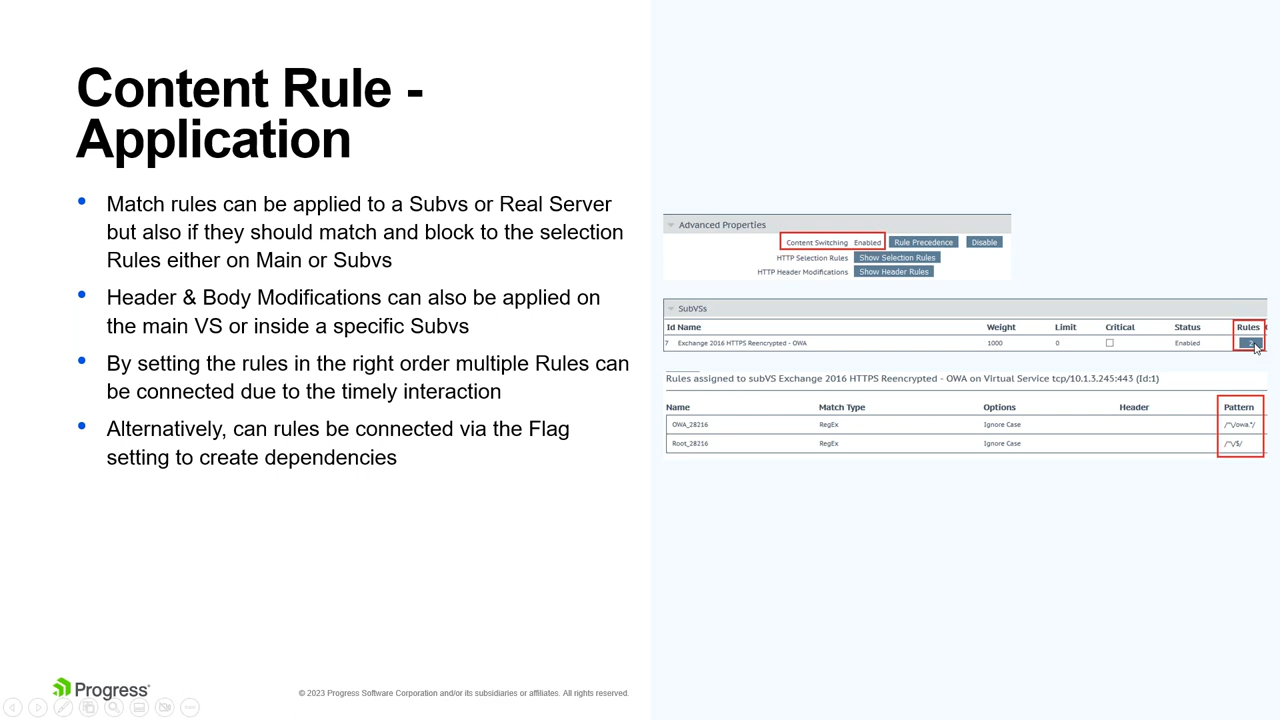 Content Rule -
Application
• Match rules can be applied to a Subvs or Real Server
but also if they should match and block to the selection
Rules either on Main or Subvs
• Header & Body Modifications can also be applied on
the main VS or inside a specific Subvs
• By setting the rules in the right order multiple Rules can
be connected due to the timely interaction
• Alternatively, can rules be connected via the Flag
setting to create dependencies
Advanced Properties
Content Switching Enabled Rule Precedence Disable
HTTP Selection Rules Show Selection Rules
HTTP Header Modifications Show Header Rules
SubVSs
Id Name Weight Limit Critical Status Rules
7 Exchange 2016 HTTPS Reencrypted - OWA 1000 0 Enabled 2
Rules assigned to subVS Exchange 2016 HTTPS Reencrypted - OWA on Virtual Service tcp/10.1.3.245:443 (Id:1)
Name Match Type Options Header Pattern
OWA_28216 RegEx Ignore Case /^\/owa.*/
Root_28216 RegEx Ignore Case /^\/$/
Progress
© 2023 Progress Software Corporation and/or its subsidiaries or affiliates. All rights reserved.